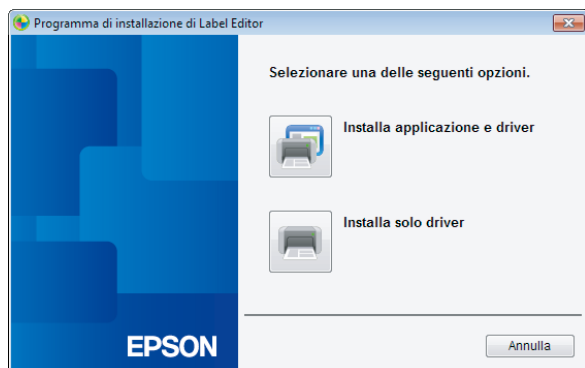 Programma di installazione di Label Editor
Selezionare una delle seguenti opzioni.
Installa applicazione e driver
Installa solo driver
EPSON
Annulla